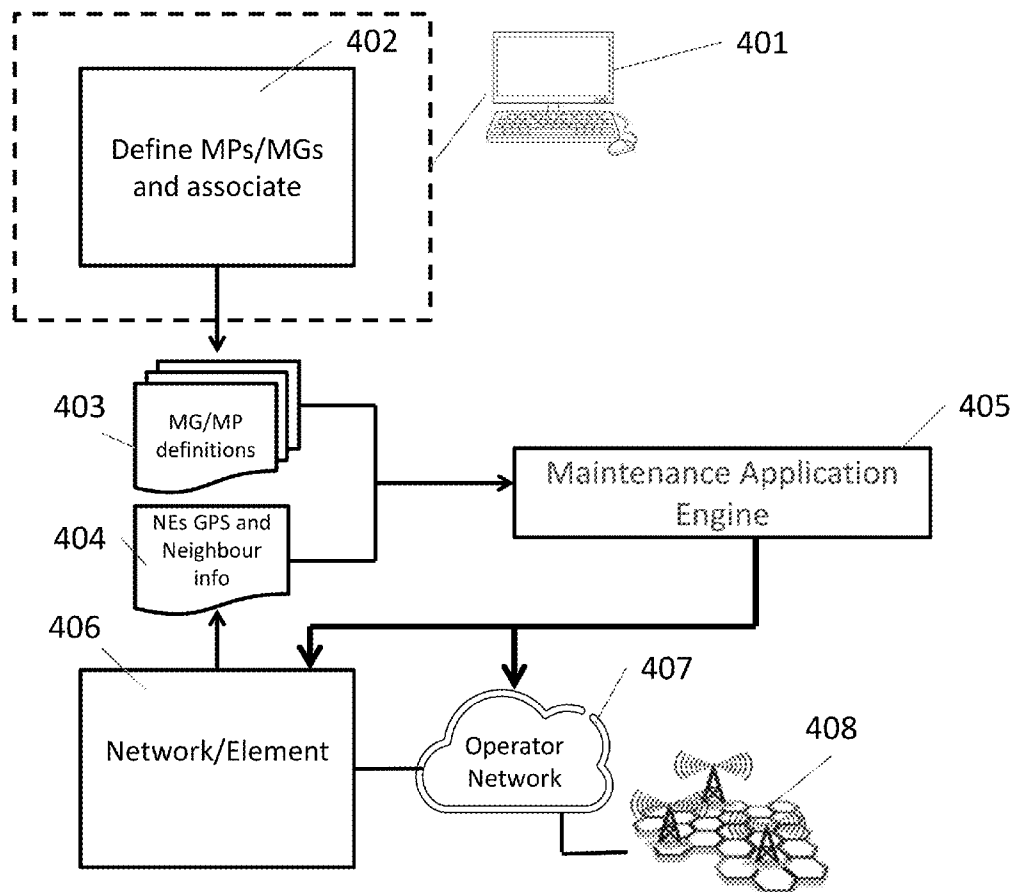 402
401
Define MPs/MGs
and associate
403
MG/MP
definitions
405
Maintenance Application
Engine
404
NEs GPS and
Neighbour
info
406
407
408
Network/Element
Operator
Network